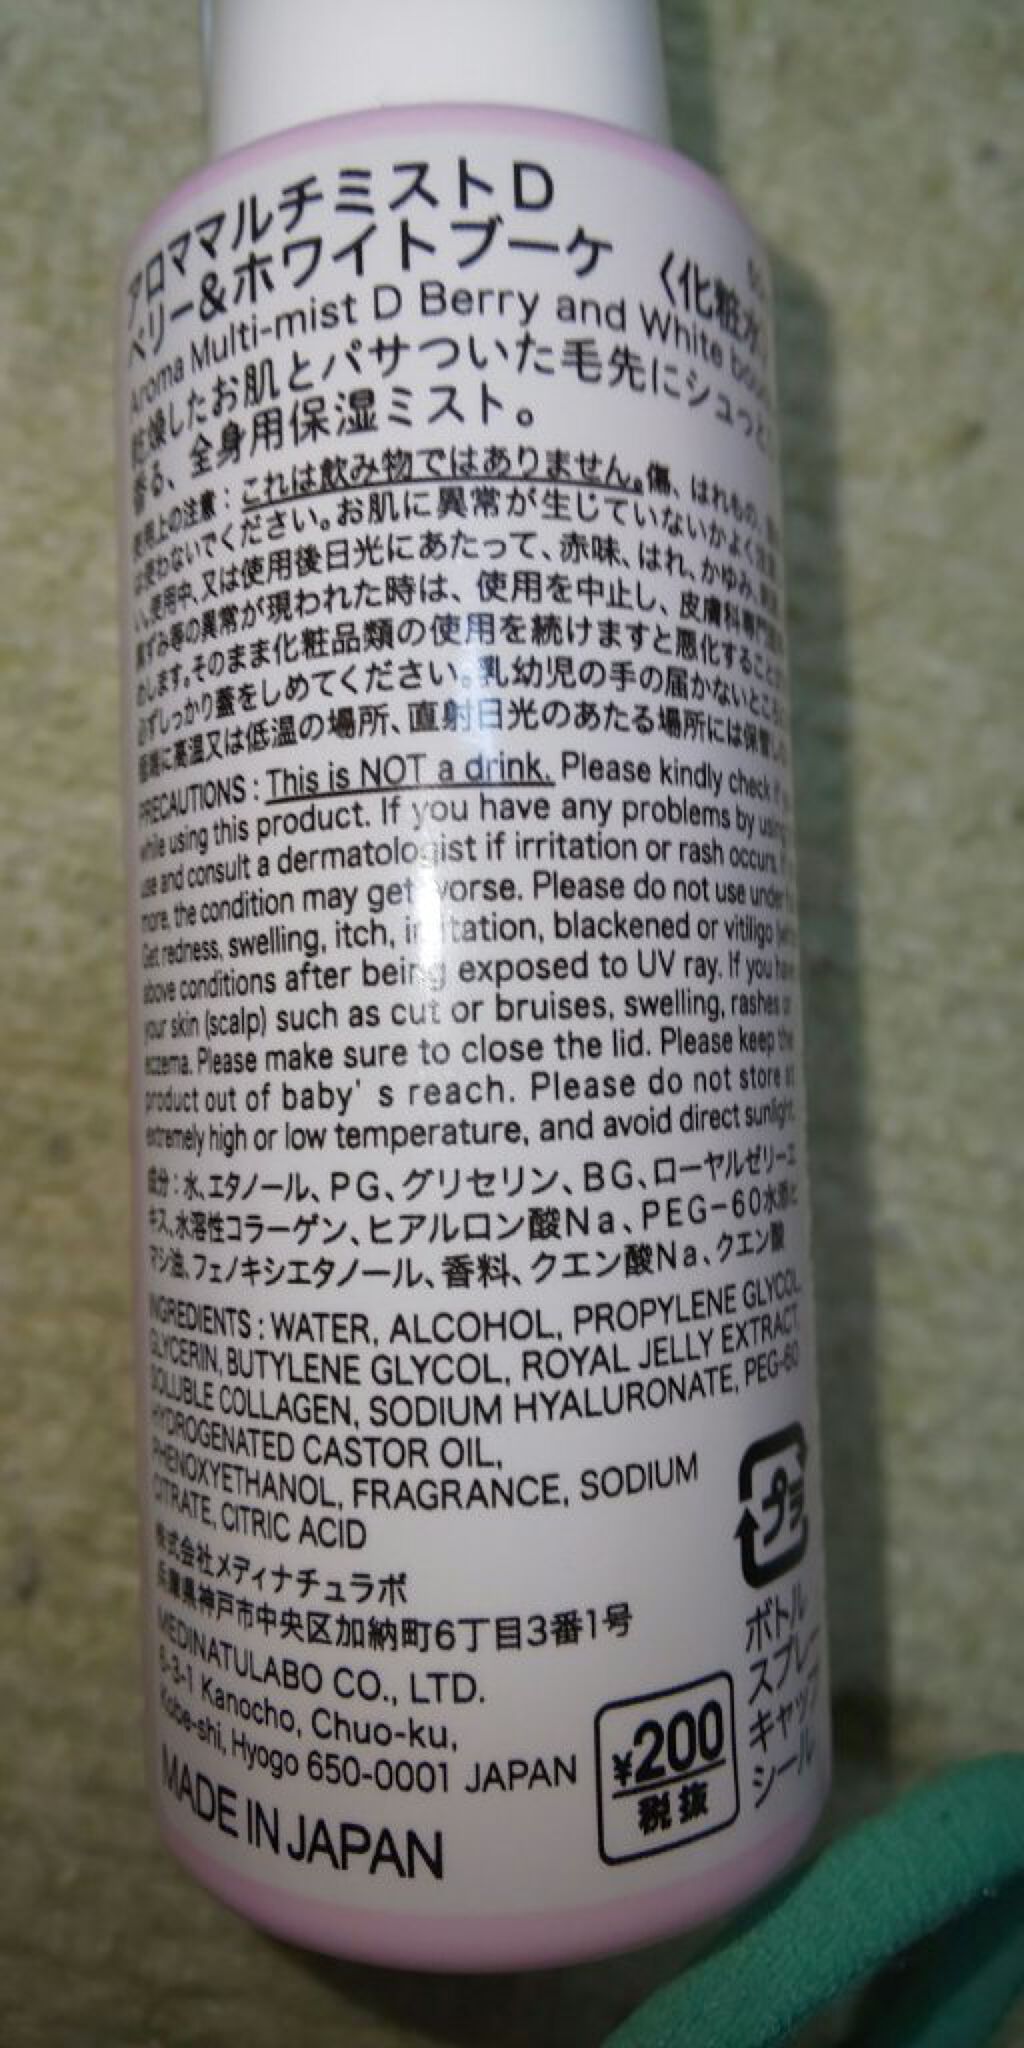 アロママルチミストD
ベリー&ホワイトブーケ 〈化粧水
Aroma Multi-mist D Berry and White
乾燥したお肌とパサついた毛先にシュっと
香る、全身用保湿ミスト。
使用上の注意：これは飲み物ではありません。傷、はれもの、
は使わないでください。お肌に異常が生じていないかよく注意
い。使用中、又は使用後日光にあたって、赤味、はれ、かゆみ、
黒ずみ等の異常が現われた時は、使用を中止し、皮膚科専門医
めします。そのまま化粧品類の使用を続けますと悪化すること
必ずしっかり蓋をしめてください。乳幼児の手の届かないところ
極端に高温又は低温の場所、直射日光のあたる場所には保管し
PRECAUTIONS : This is NOT a drink. Please kindly check if
while using this product. If you have any problems by using
use and consult a dermatologist if irritation or rash occurs.
more, the condition may get worse. Please do not use under
Get redness, swelling, itch, irritation, blackened or vitiligo
above conditions after being exposed to UV ray. If you have
your skin (scalp) such as cut or bruises, swelling, rashes or
eczema. Please make sure to close the lid. Please keep the
product out of baby's reach. Please do not store at
extremely high or low temperature, and avoid direct sunlight.
成分：水、エタノール、PG、グリセリン、BG、ローヤルゼリーエ
キス、水溶性コラーゲン、ヒアルロン酸Na、PEG-60水添ヒ
マシ油、フェノキシエタノール、香料、クエン酸Na、クエン酸
INGREDIENTS : WATER, ALCOHOL, PROPYLENE GLYCOL,
GLYCERIN, BUTYLENE GLYCOL, ROYAL JELLY EXTRACT,
SOLUBLE COLLAGEN, SODIUM HYALURONATE, PEG-60
HYDROGENATED CASTOR OIL,
PHENOXYETHANOL, FRAGRANCE, SODIUM
CITRATE, CITRIC ACID
株式会社メディナチュラボ
兵庫県神戸市中央区加納町6丁目3番1号
MEDINATULABO CO., LTD.
6-3-1 Kanocho, Chuo-ku,
Kobe-shi, Hyogo 650-0001 JAPAN
MADE IN JAPAN
¥200
税抜
プラ
ボトル
スプレー
キャップ
シール